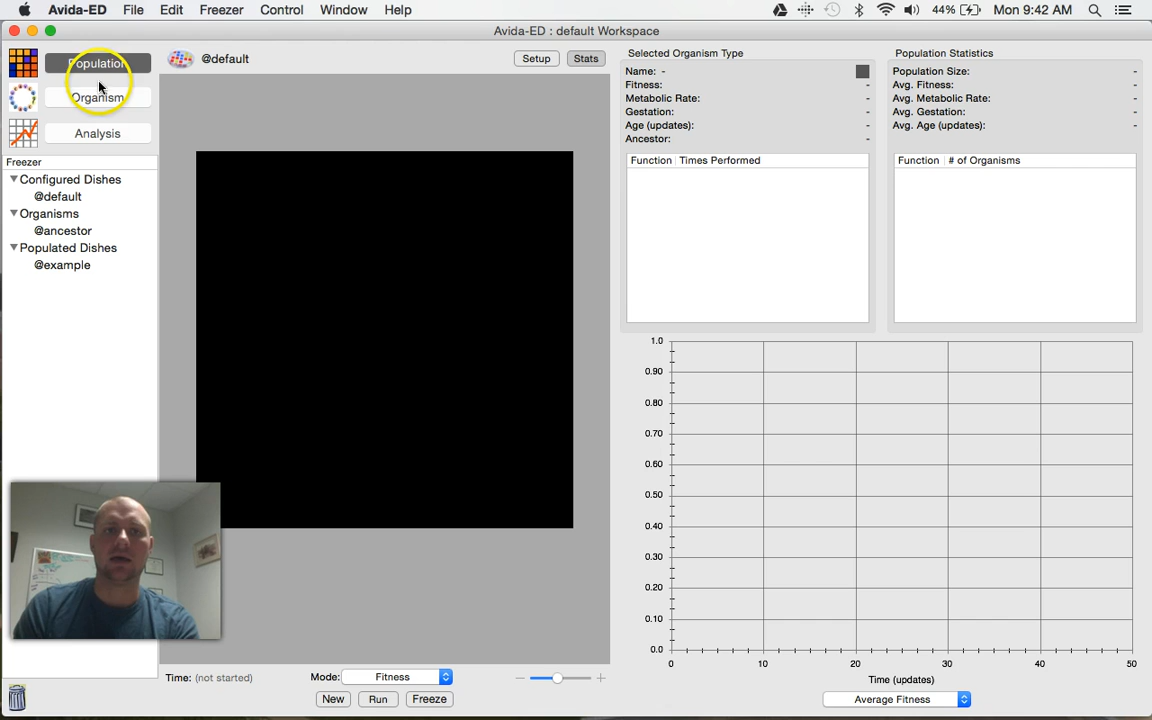 Avida-ED File Edit Freezer Control Window Help 44% Mon 9:42 AM
Avida-ED : default Workspace
Population
Organism
Analysis
Freezer
Configured Dishes
@default
Organisms
@ancestor
Populated Dishes
@example
@default
Setup Stats
Time: (not started)
Mode: Fitness
New Run Freeze
Selected Organism Type
Name: -
Fitness: -
Metabolic Rate: -
Gestation: -
Age (updates): -
Ancestor: -
Function Times Performed
Population Statistics
Population Size: -
Avg. Fitness: -
Avg. Metabolic Rate: -
Avg. Gestation: -
Avg. Age (updates): -
Function # of Organisms
1.0
0.90
0.80
0.70
0.60
0.50
0.40
0.30
0.20
0.10
0.0
0 10 20 30 40 50
Time (updates)
Average Fitness